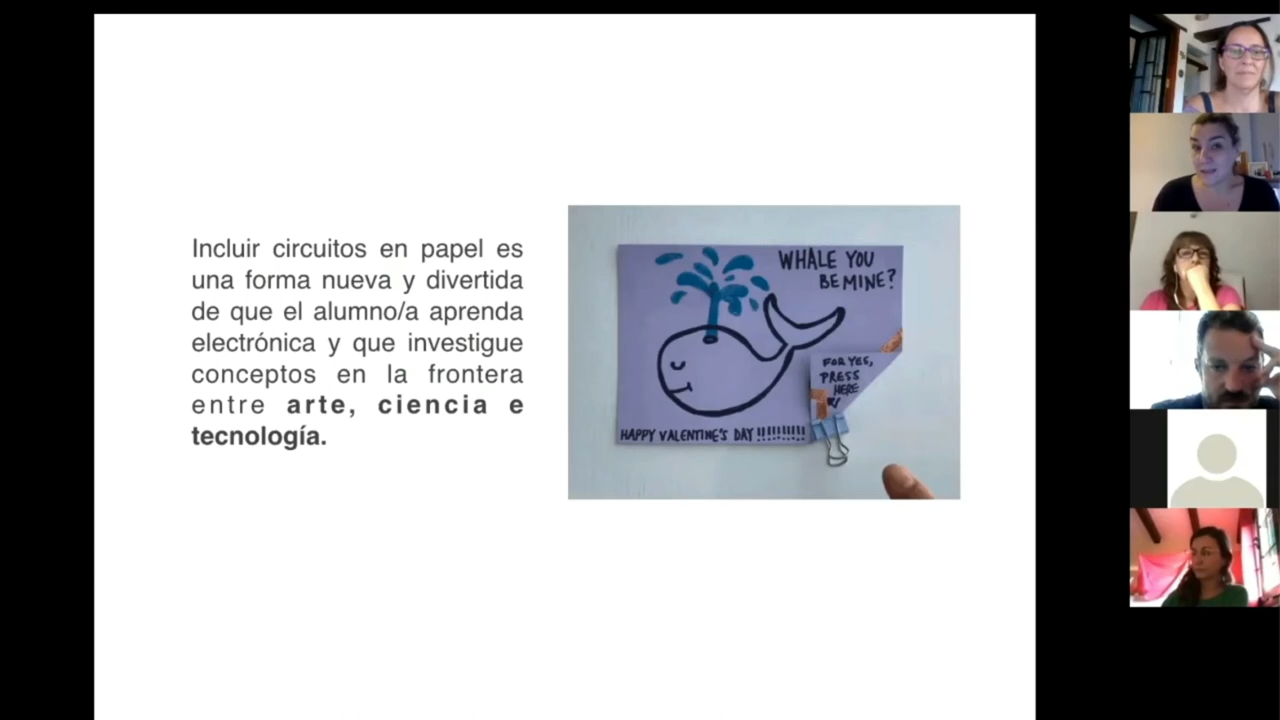 Incluir circuitos en papel es
una forma nueva y divertida
de que el alumno/a aprenda
electrónica y que investigue
conceptos en la frontera
entre arte, ciencia e
tecnología.
WHALE YOU
BE MINE?
FOR YES,
PRESS
HERE
HAPPY VALENTINE'S DAY !!!!!!!!!!